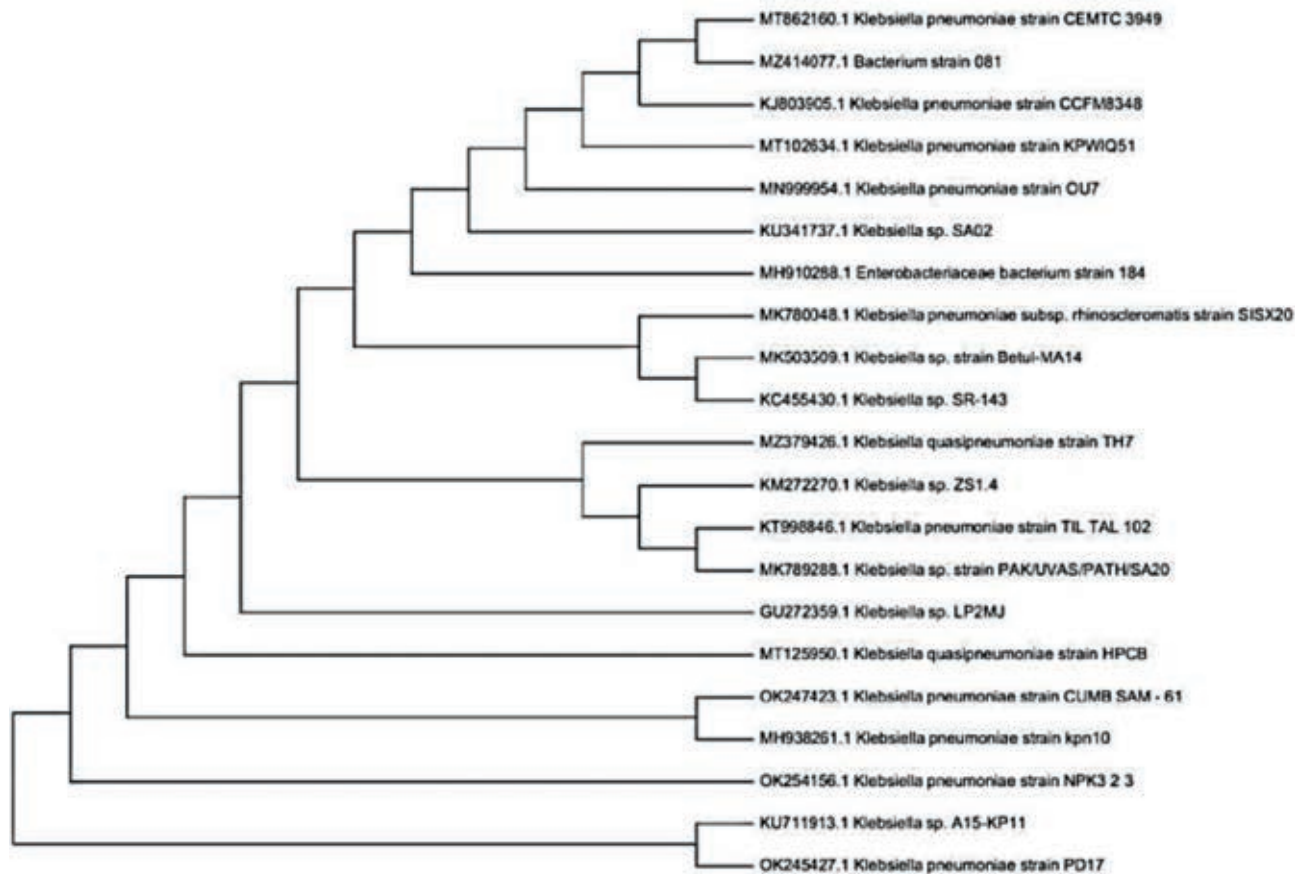 MT862160.1 Klebsiella pneumoniae strain CEMTC 3949
MZ414077.1 Bacterium strain 081
KJ803905.1 Klebsiella pneumoniae strain CCFM8348
MT102634.1 Klebsiella pneumoniae strain KPWIQ51
MN999954.1 Klebsiella pneumoniae strain OU7
KU341737.1 Klebsiella sp. SA02
MH910288.1 Enterobacteriaceae bacterium strain 184
MK780048.1 Klebsiella pneumoniae subsp. rhinoscleromatis strain SISX20
MK503509.1 Klebsiella sp. strain Betul-MA14
KC455430.1 Klebsiella sp. SR-143
MZ379426.1 Klebsiella quasipneumoniae strain TH7
KM272270.1 Klebsiella sp. ZS1.4
KT998846.1 Klebsiella pneumoniae strain TIL TAL 102
MK789288.1 Klebsiella sp. strain PAK/UVAS/PATH/SA20
GU272359.1 Klebsiella sp. LP2MJ
MT125950.1 Klebsiella quasipneumoniae strain HPCB
OK247423.1 Klebsiella pneumoniae strain CUMB SAM - 61
MH938261.1 Klebsiella pneumoniae strain kpn10
OK254156.1 Klebsiella pneumoniae strain NPK3 2 3
KU711913.1 Klebsiella sp. A15-KP11
OK245427.1 Klebsiella pneumoniae strain PD17